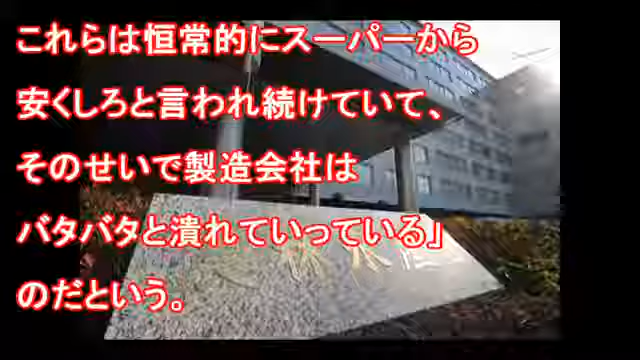 これらは恒常的にスーパーから
安くしろと言われ続けていて、
そのせいで製造会社は
バタバタと潰れていっている」
のだという。